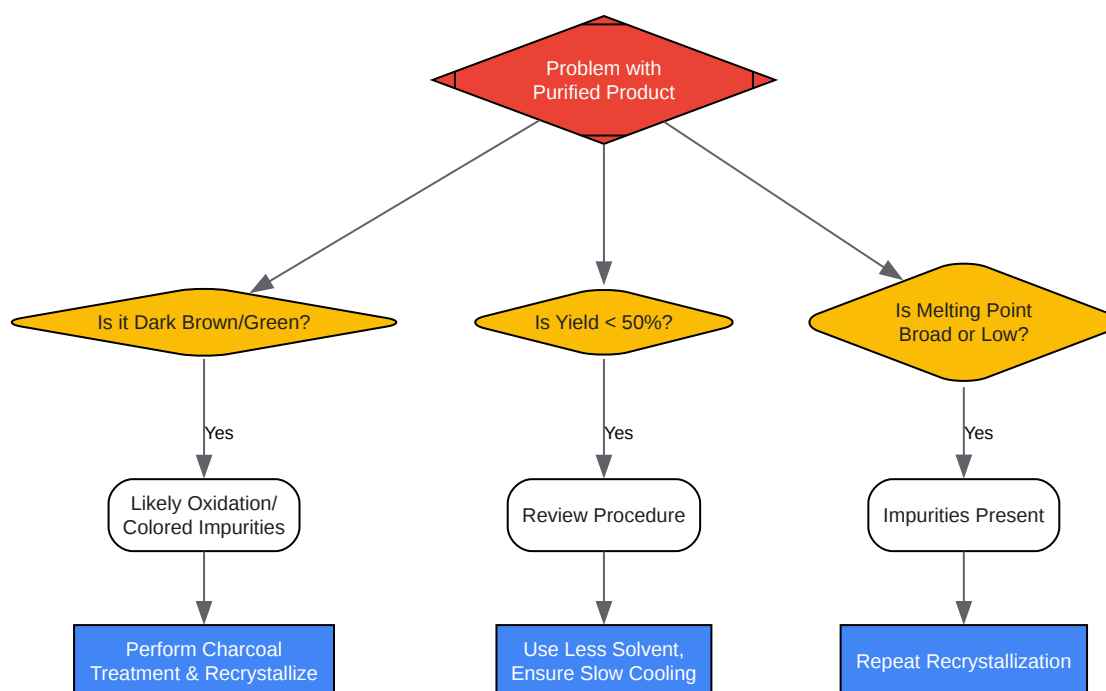 Problem with
Purified Product
Is it Dark Brown/Green?
Is Yield < 50%?
Is Melting Point
Broad or Low?
Yes
Yes
Yes
Likely Oxidation/
Colored Impurities
Review Procedure
Impurities Present
Perform Charcoal
Treatment & Recrystallize
Use Less Solvent,
Ensure Slow Cooling
Repeat Recrystallization